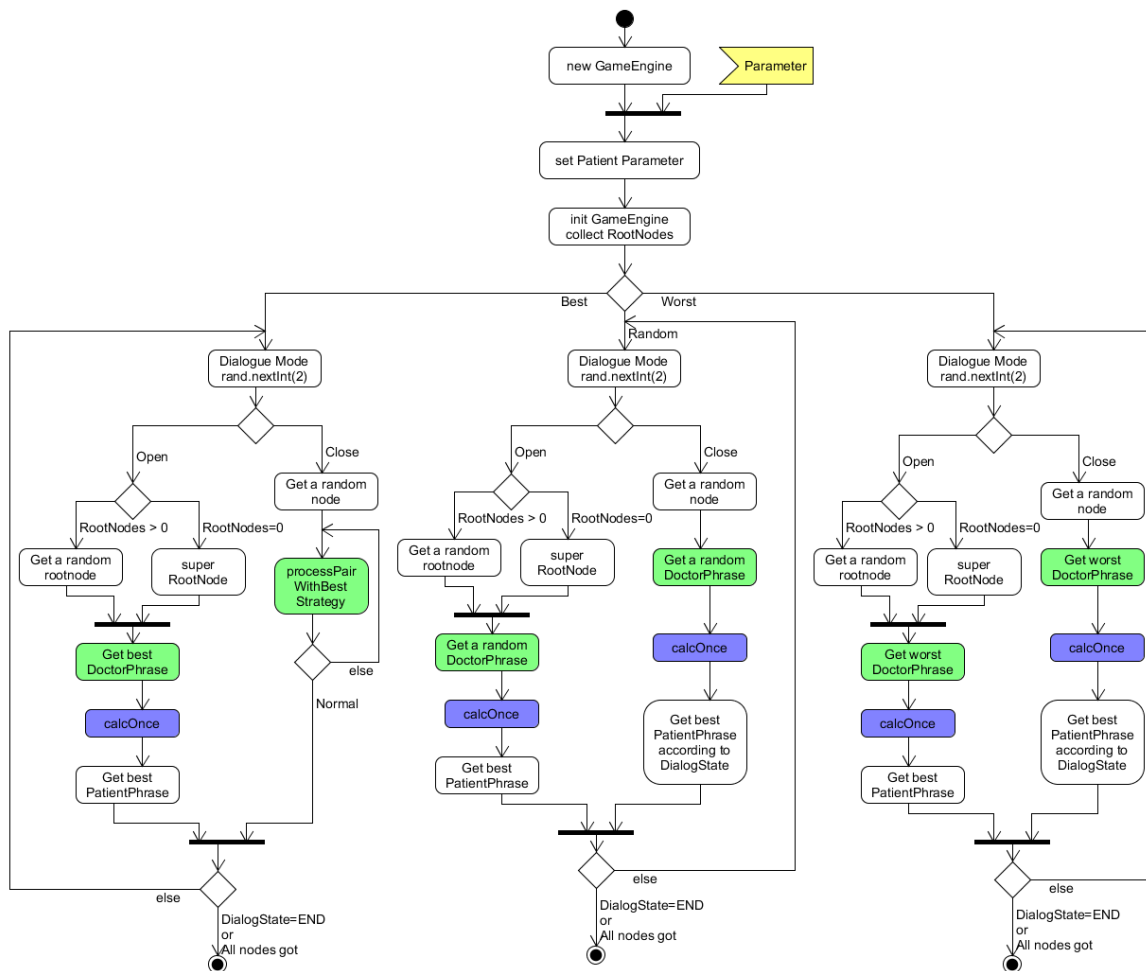 new GameEngine
Parameter
set Patient Parameter
init GameEngine
collect RootNodes
Best
Worst
Random
Dialogue Mode
rand.nextInt(2)
Open
Close
Get a random
node
RootNodes > 0
RootNodes=0
Get a random
rootnode
super
RootNode
processPair
WithBest
Strategy
Get best
DoctorPhrase
else
Normal
calcOnce
Get best
PatientPhrase
else
DialogState=END
or
All nodes got
Dialogue Mode
rand.nextInt(2)
Open
Close
Get a random
node
RootNodes > 0
RootNodes=0
Get a random
rootnode
super
RootNode
Get a random
DoctorPhrase
Get a random
DoctorPhrase
calcOnce
calcOnce
Get best
PatientPhrase
according to
DialogState
Get best
PatientPhrase
else
DialogState=END
or
All nodes got
Dialogue Mode
rand.nextInt(2)
Open
Close
Get a random
node
RootNodes > 0
RootNodes=0
Get a random
rootnode
super
RootNode
Get worst
DoctorPhrase
Get worst
DoctorPhrase
calcOnce
calcOnce
Get best
PatientPhrase
according to
DialogState
Get best
PatientPhrase
else
DialogState=END
or
All nodes got